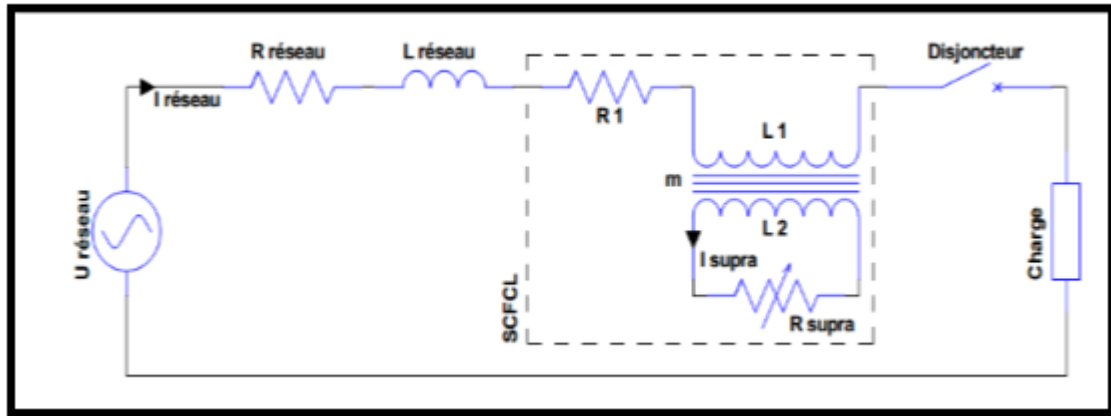 R réseau
L réseau
Disjoncteur
I réseau
R 1
L 1
m
L 2
U réseau
I supra
Charge
SCFCL
R supra